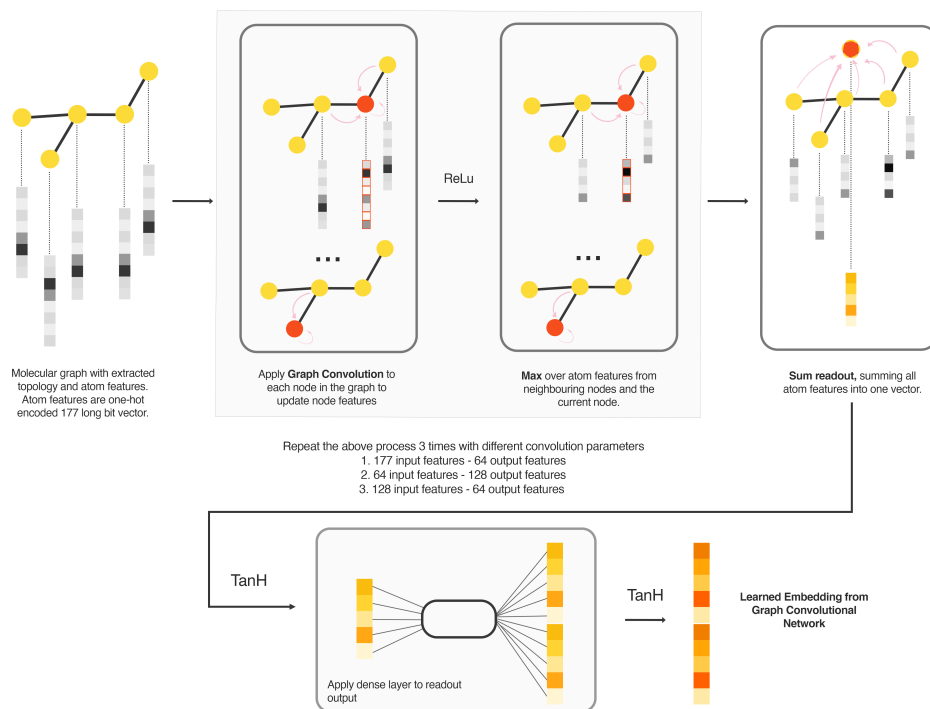 Molecular graph with extracted
topology and atom features.
Atom features are one-hot
encoded 177 long bit vector.
Apply Graph Convolution to
each node in the graph to
update node features
ReLu
Max over atom features from
neighbouring nodes and the
current node.
Sum readout, summing all
atom features into one vector.
Repeat the above process 3 times with different convolution parameters
1. 177 input features - 64 output features
2. 64 input features - 128 output features
3. 128 input features - 64 output features
TanH
Apply dense layer to readout
output
TanH
Learned Embedding from
Graph Convolutional
Network